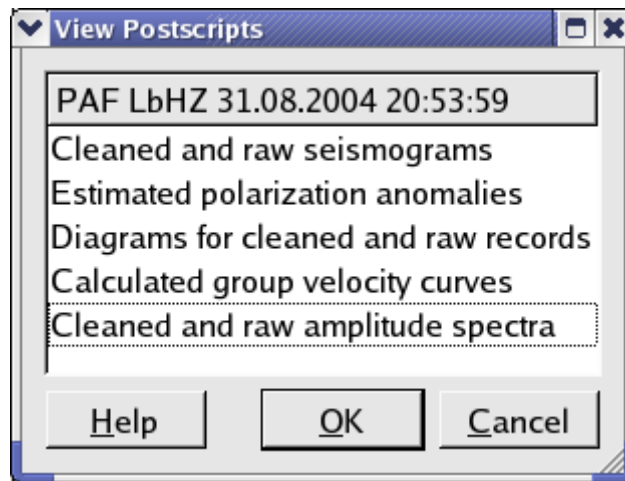 View Postscripts
PAF LbHZ 31.08.2004 20:53:59
Cleaned and raw seismograms
Estimated polarization anomalies
Diagrams for cleaned and raw records
Calculated group velocity curves
Cleaned and raw amplitude spectra
Help OK Cancel